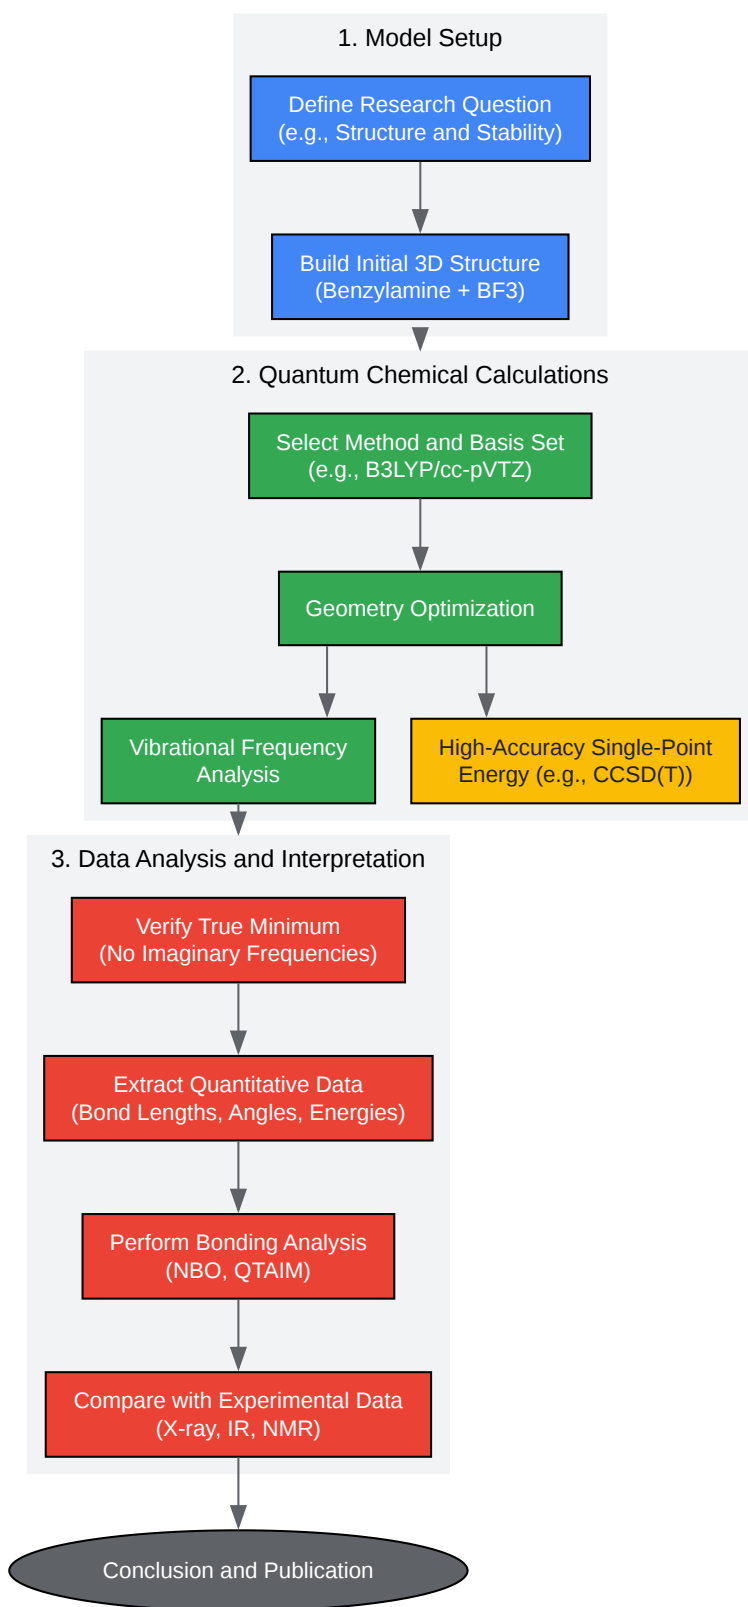 1. Model Setup
Define Research Question
(e.g., Structure and Stability)
Build Initial 3D Structure
(Benzylamine + BF3)
2. Quantum Chemical Calculations
Select Method and Basis Set
(e.g., B3LYP/cc-pVTZ)
Geometry Optimization
Vibrational Frequency
Analysis
High-Accuracy Single-Point
Energy (e.g., CCSD(T))
3. Data Analysis and Interpretation
Verify True Minimum
(No Imaginary Frequencies)
Extract Quantitative Data
(Bond Lengths, Angles, Energies)
Perform Bonding Analysis
(NBO, QTAIM)
Compare with Experimental Data
(X-ray, IR, NMR)
Conclusion and Publication